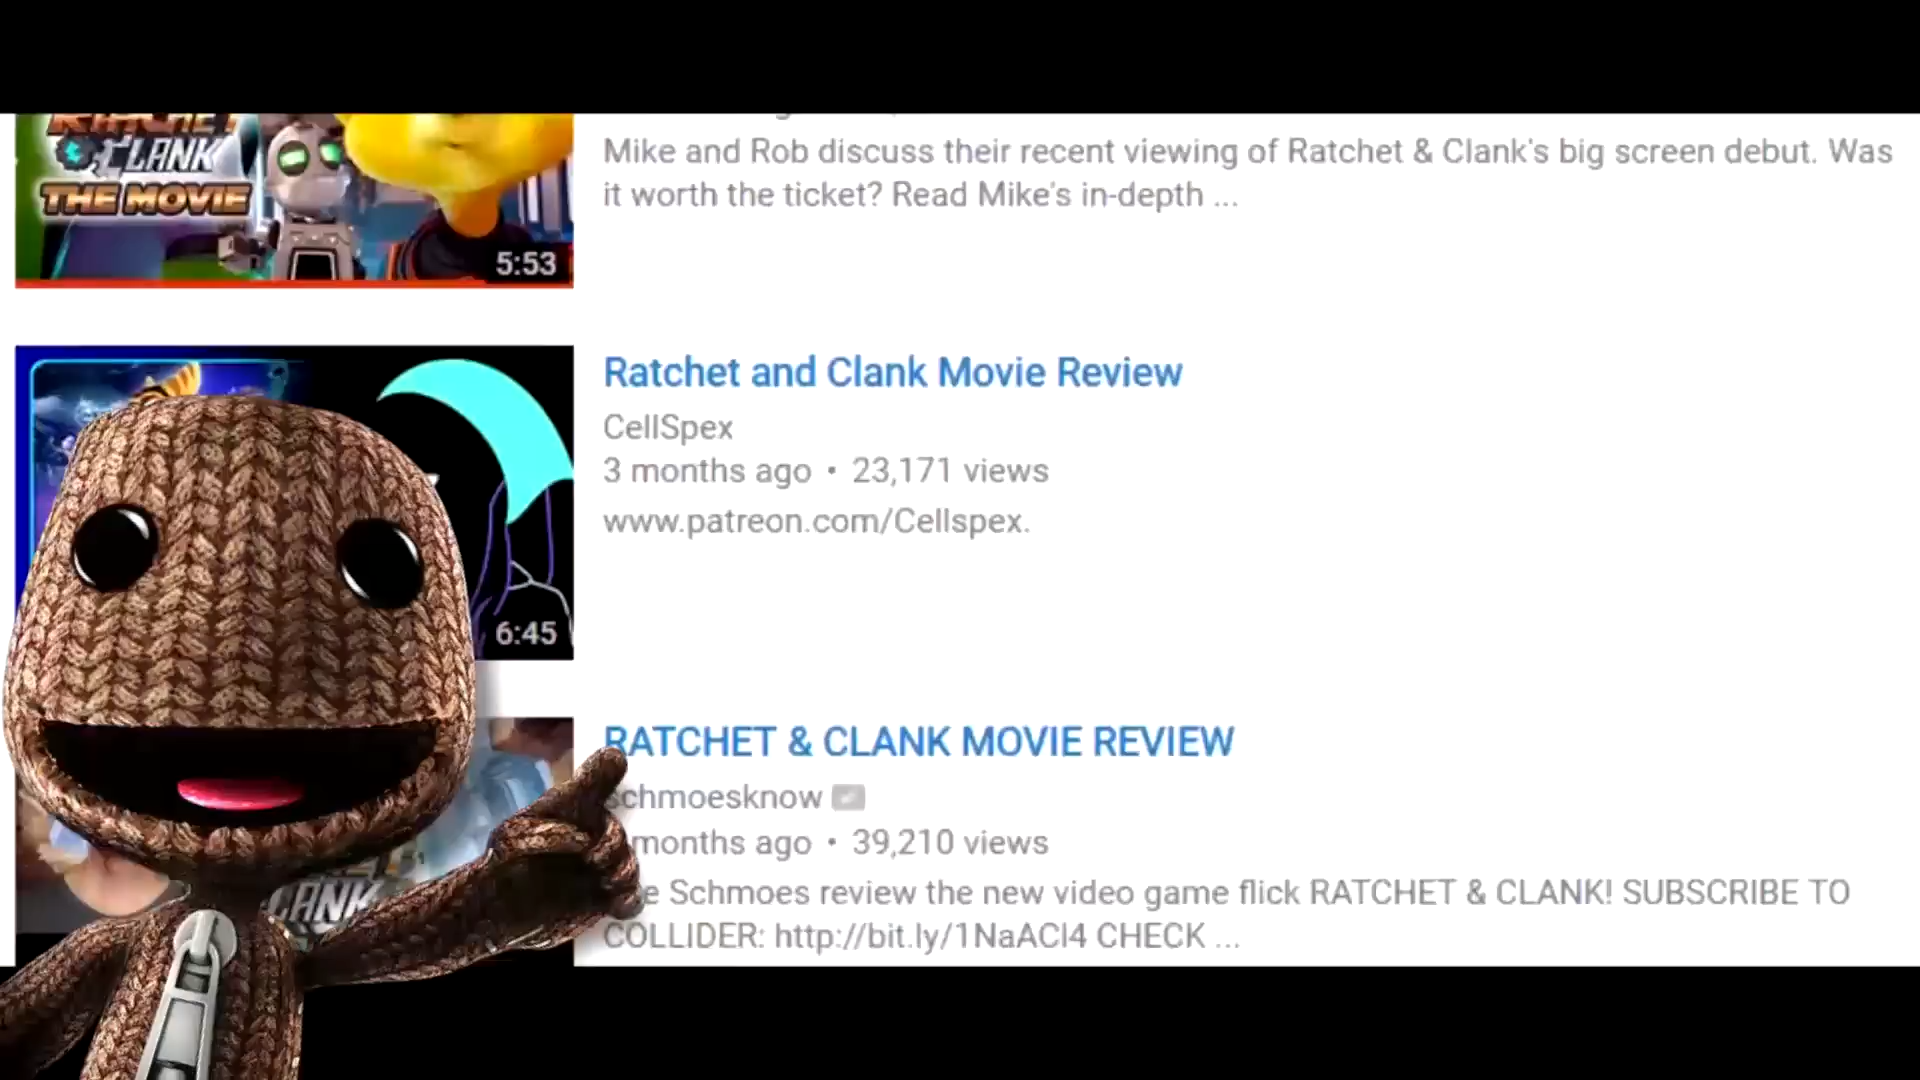 RATCHET
CLANK
THE MOVIE
5:53
Mike and Rob discuss their recent viewing of Ratchet & Clank's big screen debut. Was
it worth the ticket? Read Mike's in-depth ...
Ratchet and Clank Movie Review
CellSpex
3 months ago • 23,171 views
www.patreon.com/Cellspex.
6:45
RATCHET & CLANK MOVIE REVIEW
schmoesknow
months ago • 39,210 views
Schmoes review the new video game flick RATCHET & CLANK! SUBSCRIBE TO
COLLIDER: http://bit.ly/1NaACl4 CHECK ...
CLANK